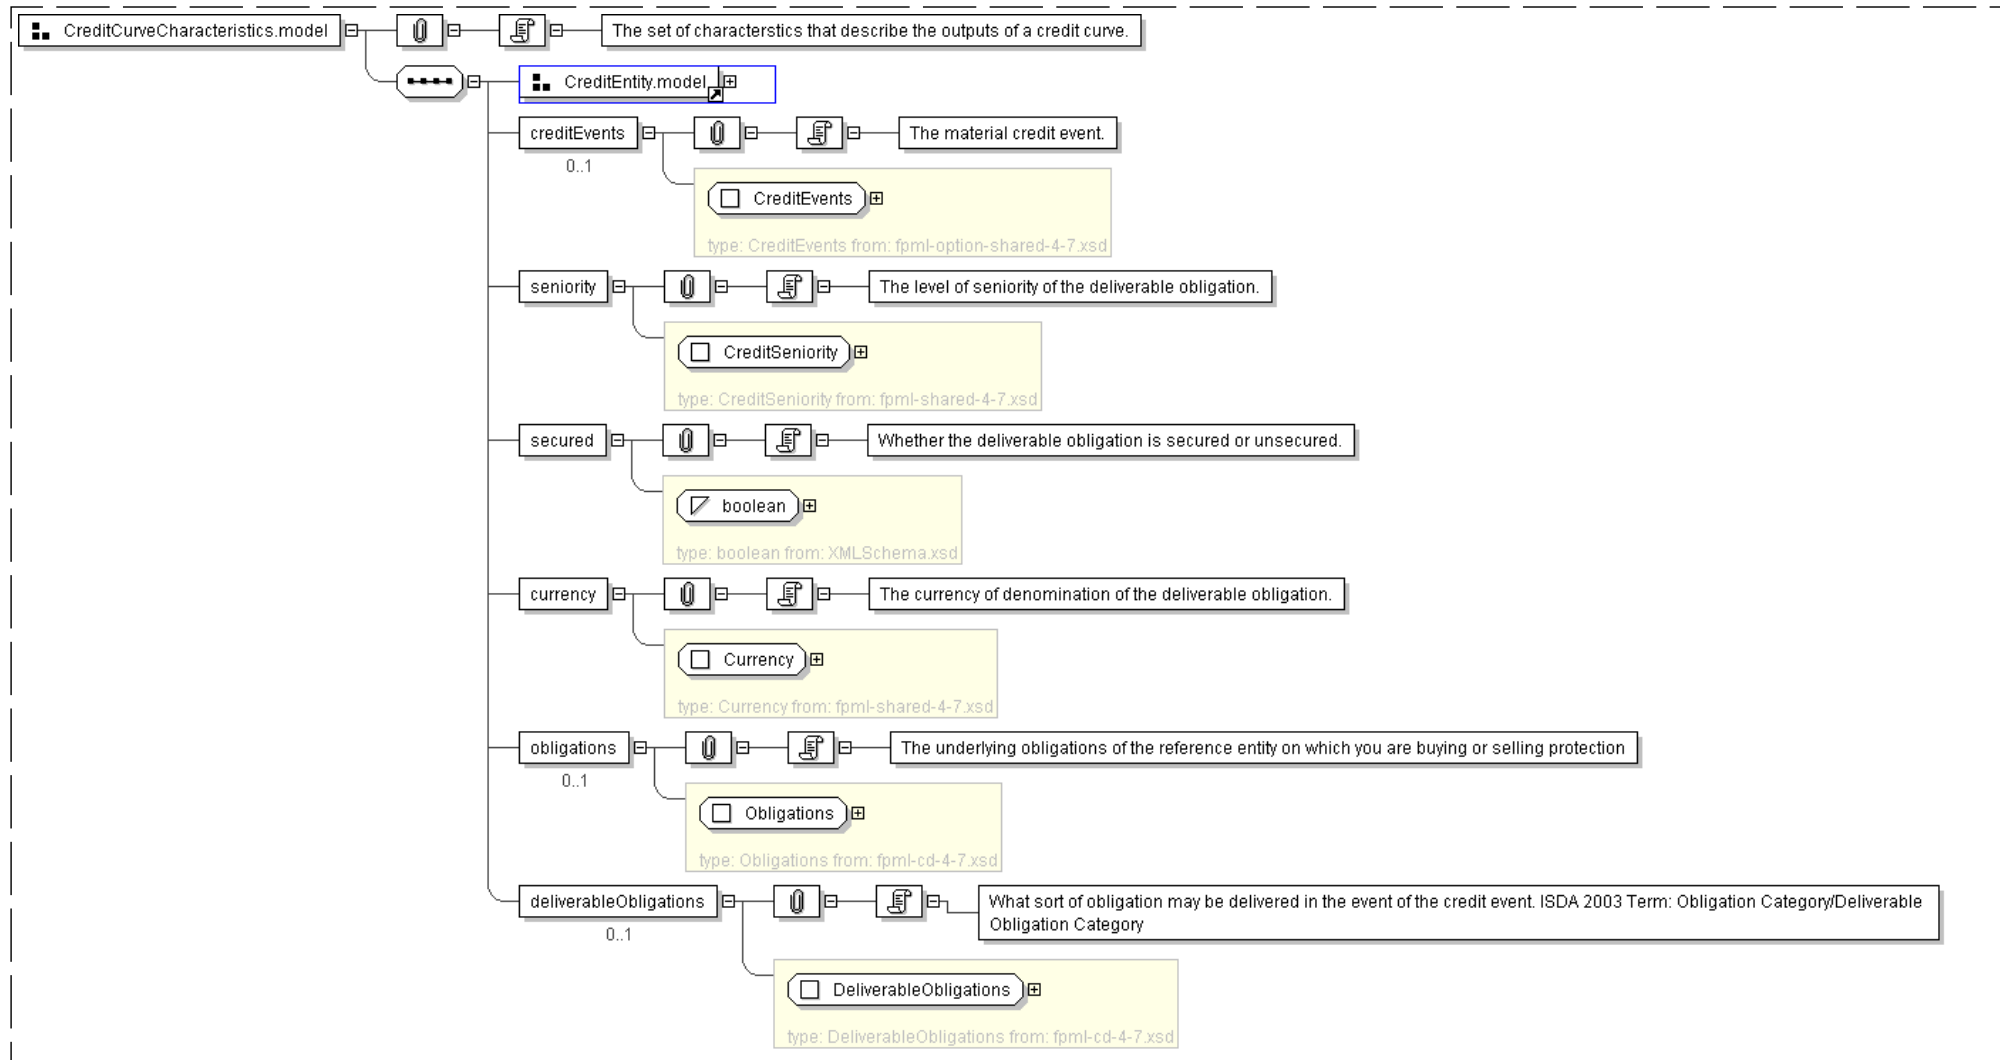 CreditCurveCharacteristics.model
The set of characterstics that describe the outputs of a credit curve.
CreditEntity.model
creditEvents
The material credit event.
0..1
CreditEvents
type: CreditEvents from: fpml-option-shared-4-7.xsd
seniority
The level of seniority of the deliverable obligation.
CreditSeniority
type: CreditSeniority from: fpml-shared-4-7.xsd
secured
Whether the deliverable obligation is secured or unsecured.
boolean
type: boolean from: XMLSchema.xsd
currency
The currency of denomination of the deliverable obligation.
Currency
type: Currency from: fpml-shared-4-7.xsd
obligations
The underlying obligations of the reference entity on which you are buying or selling protection
0..1
Obligations
type: Obligations from: fpml-cd-4-7.xsd
deliverableObligations
What sort of obligation may be delivered in the event of the credit event. ISDA 2003 Term: Obligation Category/Deliverable
Obligation Category
0..1
DeliverableObligations
type: DeliverableObligations from: fpml-cd-4-7.xsd